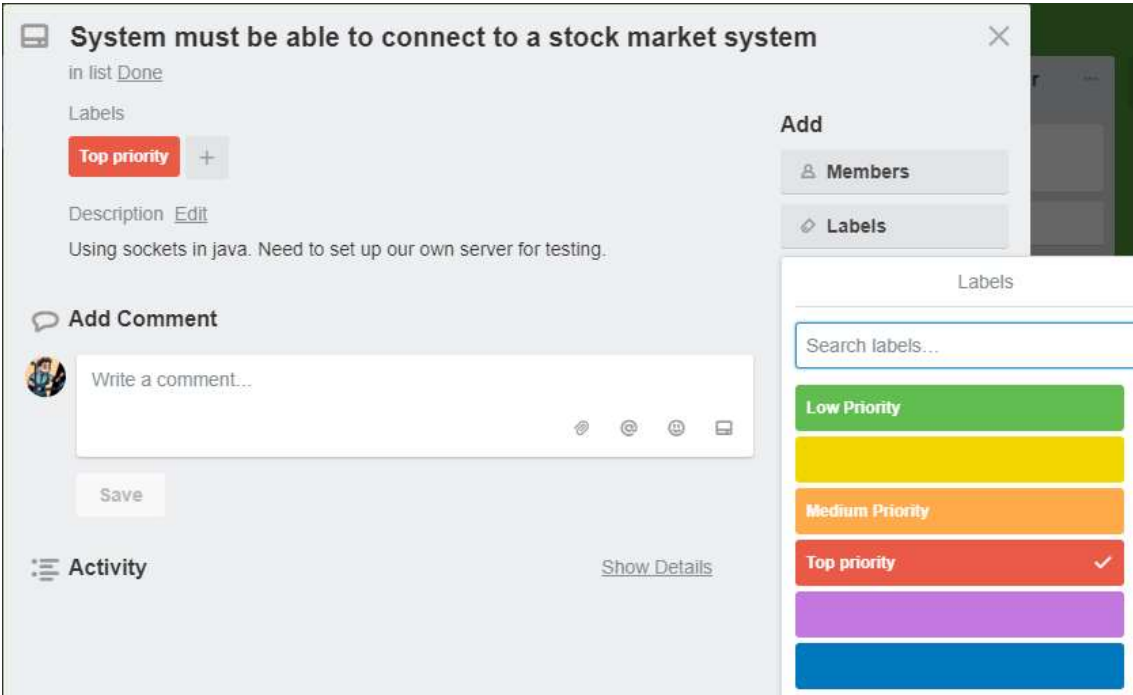 System must be able to connect to a stock market system
in list Done
Labels
Top priority
Description Edit
Using sockets in java. Need to set up our own server for testing.
Add Comment
Write a comment...
Save
Activity Show Details
Add
Members
Labels
Labels
Search labels...
Low Priority
Medium Priority
Top priority
r